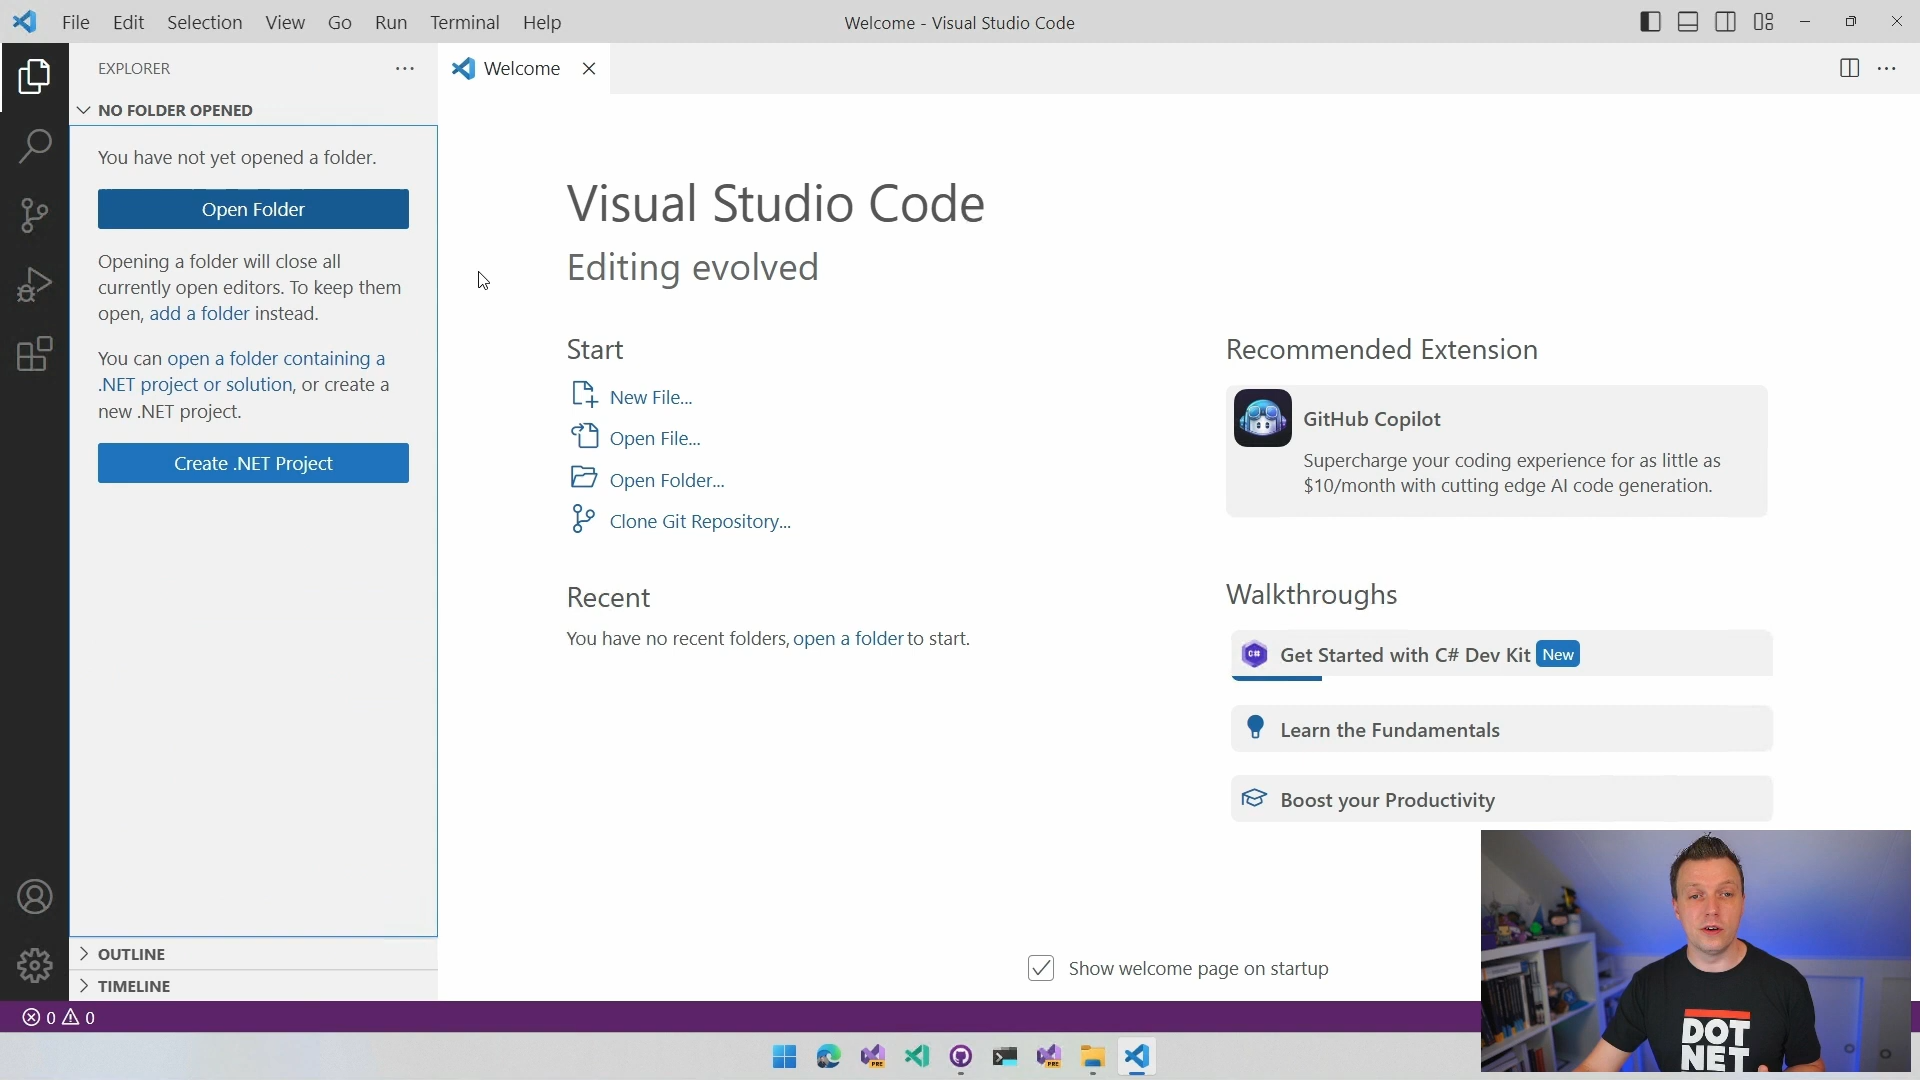 File Edit Selection View Go Run Terminal Help
Welcome - Visual Studio Code
EXPLORER
Welcome
NO FOLDER OPENED
You have not yet opened a folder.
Open Folder
Opening a folder will close all
currently open editors. To keep them
open, add a folder instead.
You can open a folder containing a
.NET project or solution, or create a
new .NET project.
Create .NET Project
OUTLINE
TIMELINE
Visual Studio Code
Editing evolved
Start
New File...
Open File...
Open Folder...
Clone Git Repository...
Recent
You have no recent folders, open a folder to start.
Recommended Extension
GitHub Copilot
Supercharge your coding experience for as little as
$10/month with cutting edge AI code generation.
Walkthroughs
C#
Get Started with C# Dev Kit New
Learn the Fundamentals
Boost your Productivity
Show welcome page on startup
0 0
PRE
PRE
DOT
NET